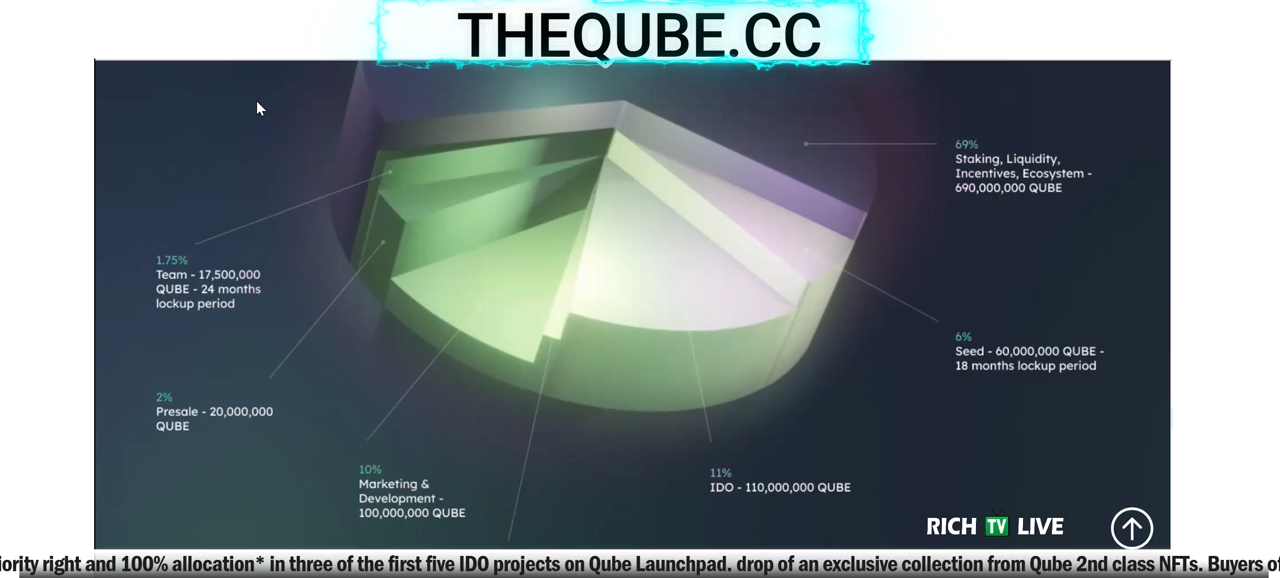 THEQUBE.CC
69%
Staking, Liquidity,
Incentives, Ecosystem -
690,000,000 QUBE
1.75%
Team - 17,500,000
QUBE - 24 months
lockup period
6%
Seed - 60,000,000 QUBE -
18 months lockup period
2%
Presale - 20,000,000
QUBE
10%
Marketing &
Development -
100,000,000 QUBE
11%
IDO - 110,000,000 QUBE
RICH TV LIVE
right and 100% allocation* in three of the first five IDO projects on Qube Launchpad. drop of an exclusive collection from Qube 2nd class NFTs. Buyers